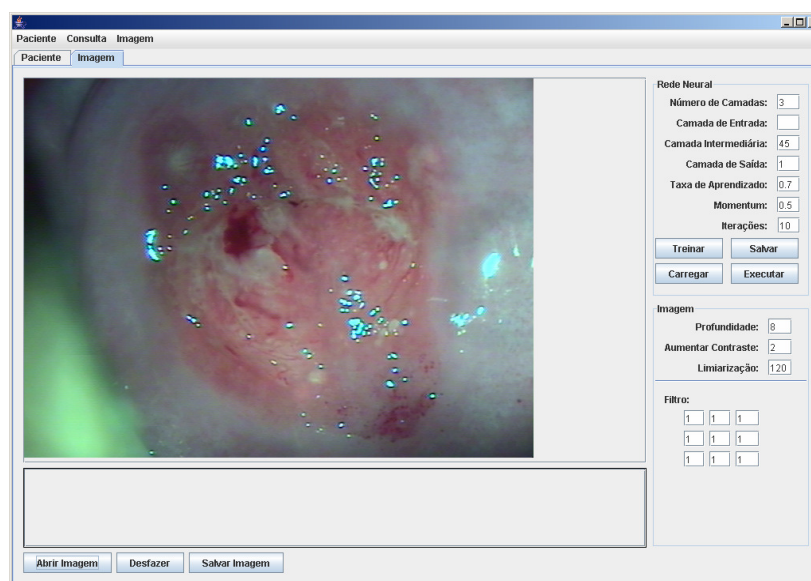 Paciente Consulta Imagem
Paciente Imagem
Rede Neural
Número de Camadas: 3
Camada de Entrada:
Camada Intermediária: 45
Camada de Saída: 1
Taxa de Aprendizado: 0.7
Momentum: 0.5
Iterações: 10
Treinar Salvar
Carregar Executar
Imagem
Profundidade: 8
Aumentar Contraste: 2
Limiarização: 120
Filtro:
1 1 1
1 1 1
1 1 1
Abrir Imagem Desfazer Salvar Imagem